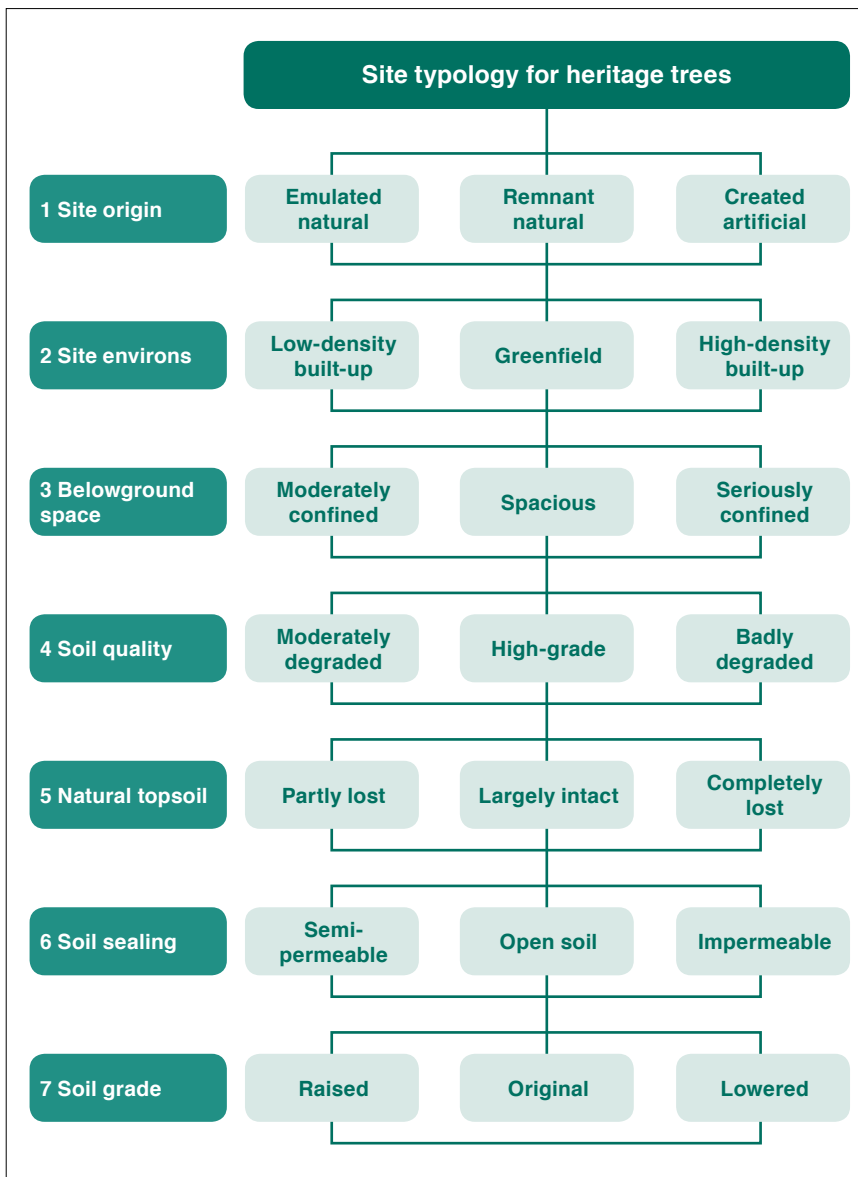 Site typology for heritage trees
1 Site origin
Emulated
natural
Remnant
natural
Created
artificial
2 Site environs
Low-density
built-up
Greenfield
High-density
built-up
3 Belowground
space
Moderately
confined
Spacious
Seriously
confined
4 Soil quality
Moderately
degraded
High-grade
Badly
degraded
5 Natural topsoil
Partly lost
Largely intact
Completely
lost
6 Soil sealing
Semi-
permeable
Open soil
Impermeable
7 Soil grade
Raised
Original
Lowered